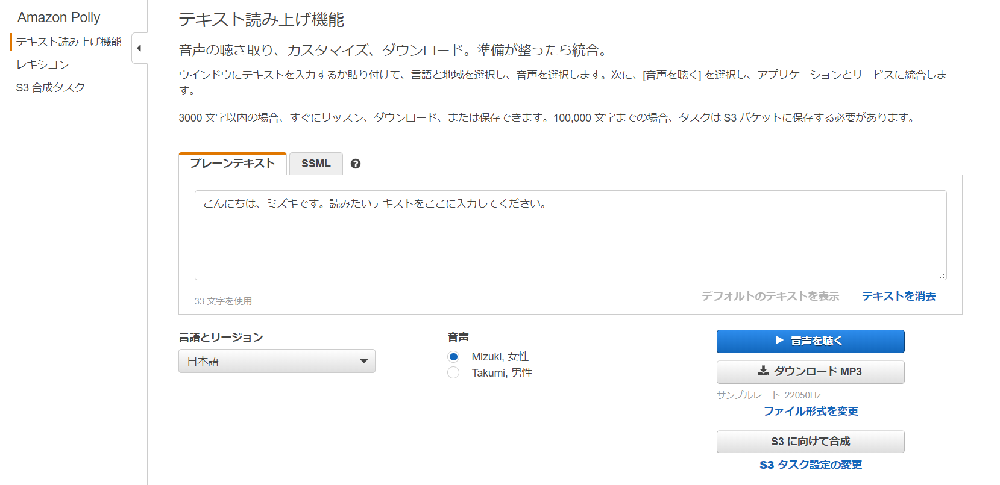 Amazon Polly
テキスト読み上げ機能
レキシコン
S3 合成タスク
テキスト読み上げ機能
音声の聴き取り、カスタマイズ、ダウンロード。準備が整ったら統合。
ウインドウにテキストを入力するか貼り付けて、言語と地域を選択し、音声を選択します。次に、[音声を聴く] を選択し、アプリケーションとサービスに統合しま
す。
3000 文字以内の場合、すぐにリッスン、ダウンロード、または保存できます。100,000 文字までの場合、タスクは S3 バケットに保存する必要があります。
プレーンテキスト
SSML
?
こんにちは、ミズキです。読みたいテキストをここに入力してください。
33 文字を使用
デフォルトのテキストを表示
テキストを消去
言語とリージョン
日本語
音声
Mizuki, 女性
Takumi, 男性
音声を聴く
ダウンロード MP3
サンプルレート: 22050Hz
ファイル形式を変更
S3 に向けて合成
S3 タスク設定の変更